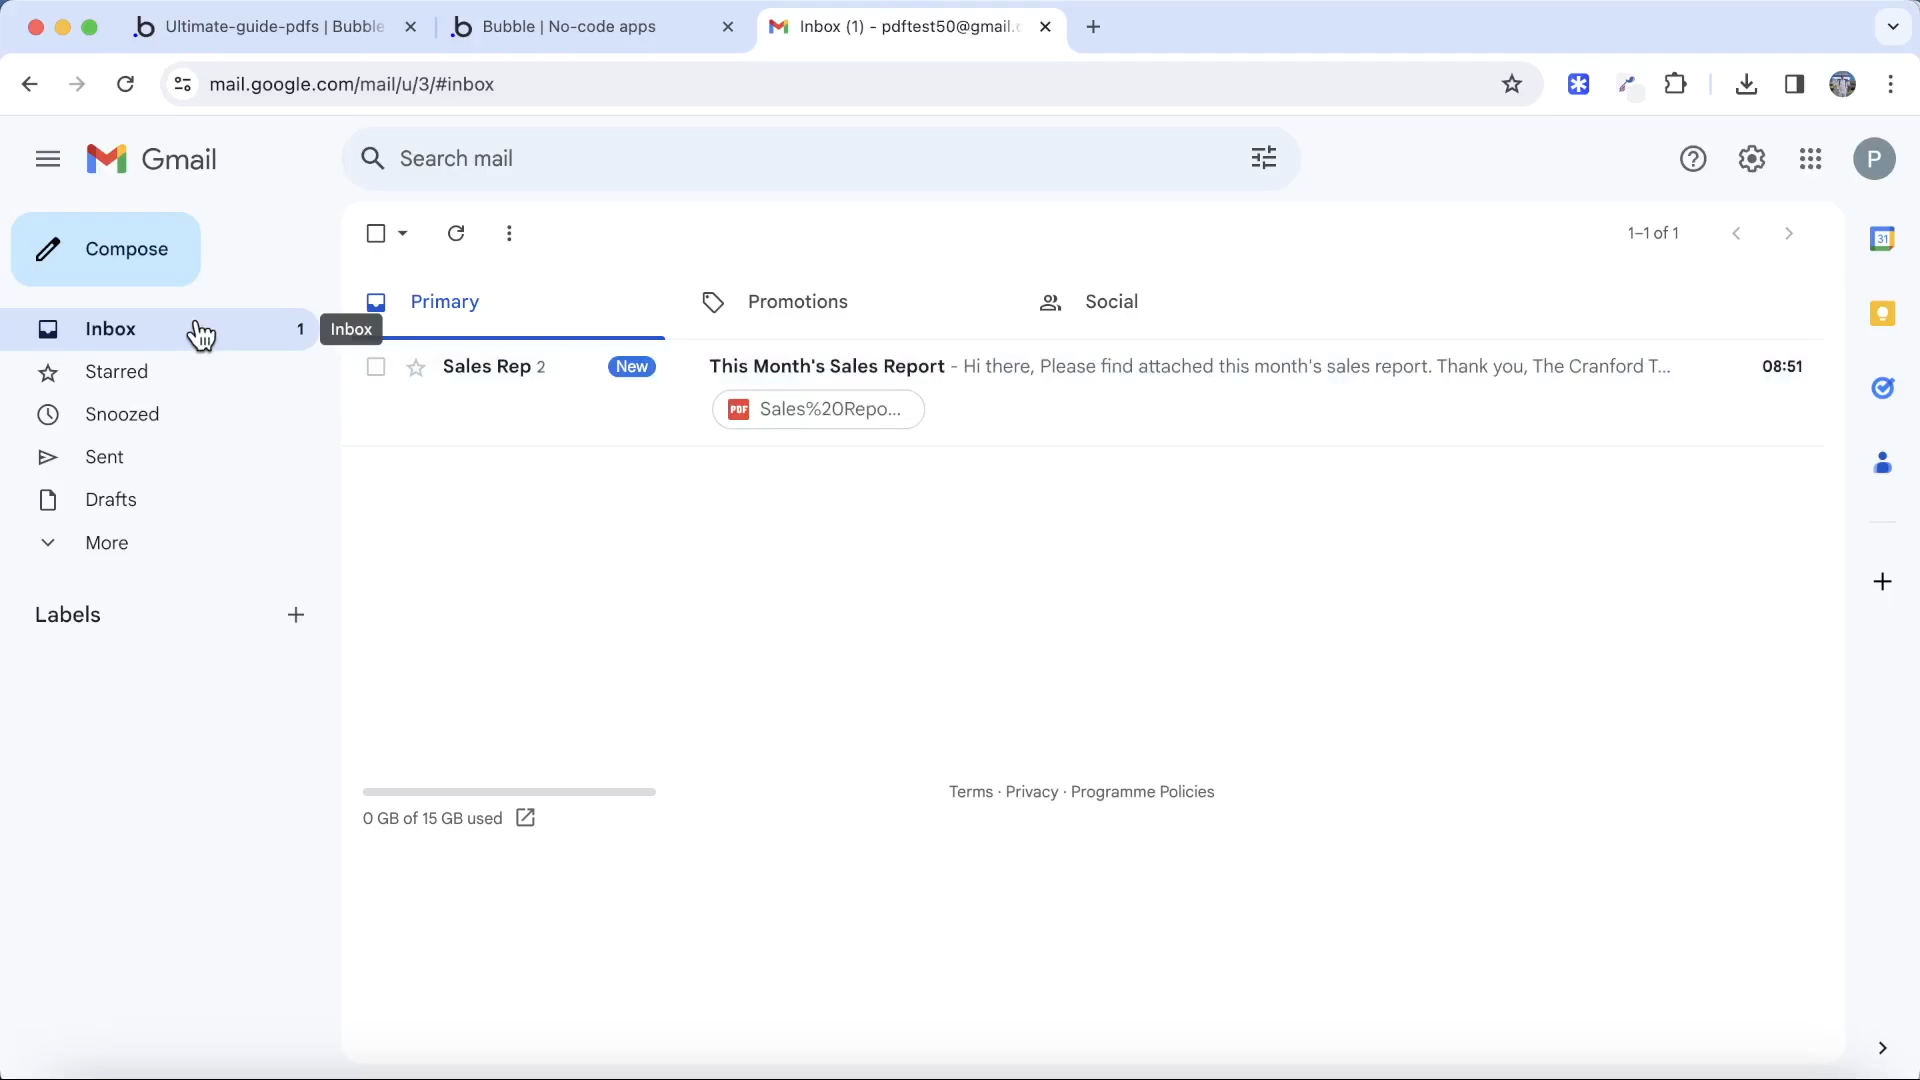 Ultimate-guide-pdfs | Bubble
Bubble | No-code apps
Inbox (1) - pdftest50@gmail.c
mail.google.com/mail/u/3/#inbox
Gmail
Search mail
P
Compose
1–1 of 1
31
Primary
Promotions
Social
Inbox
1
Inbox
Sales Rep 2
New
This Month's Sales Report - Hi there, Please find attached this month's sales report. Thank you, The Cranford T...
08:51
PDF
Sales%20Repo...
Starred
Snoozed
Sent
Drafts
More
Labels
0 GB of 15 GB used
Terms · Privacy · Programme Policies